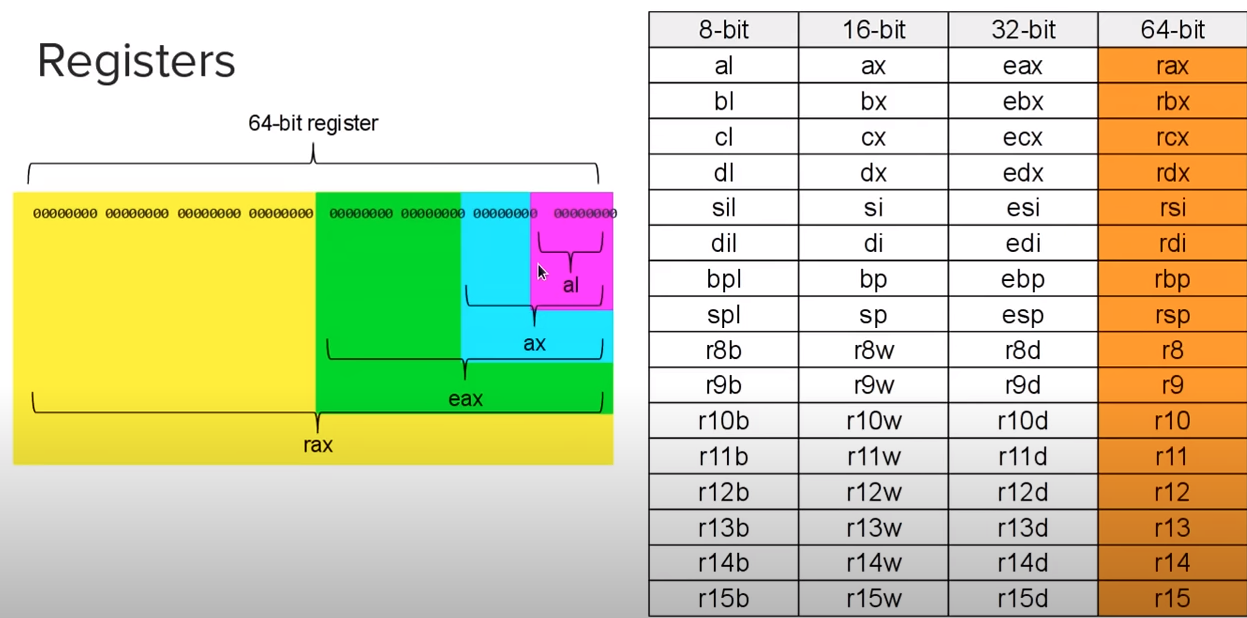 Registers
64-bit register
00000000 00000000 00000000 00000000 00000000 00000000 00000000 00000000
al
ax
eax
rax
8-bit 16-bit 32-bit 64-bit
al ax eax rax
bl bx ebx rbx
cl cx ecx rcx
dl dx edx rdx
sil si esi rsi
dil di edi rdi
bpl bp ebp rbp
spl sp esp rsp
r8b r8w r8d r8
r9b r9w r9d r9
r10b r10w r10d r10
r11b r11w r11d r11
r12b r12w r12d r12
r13b r13w r13d r13
r14b r14w r14d r14
r15b r15w r15d r15